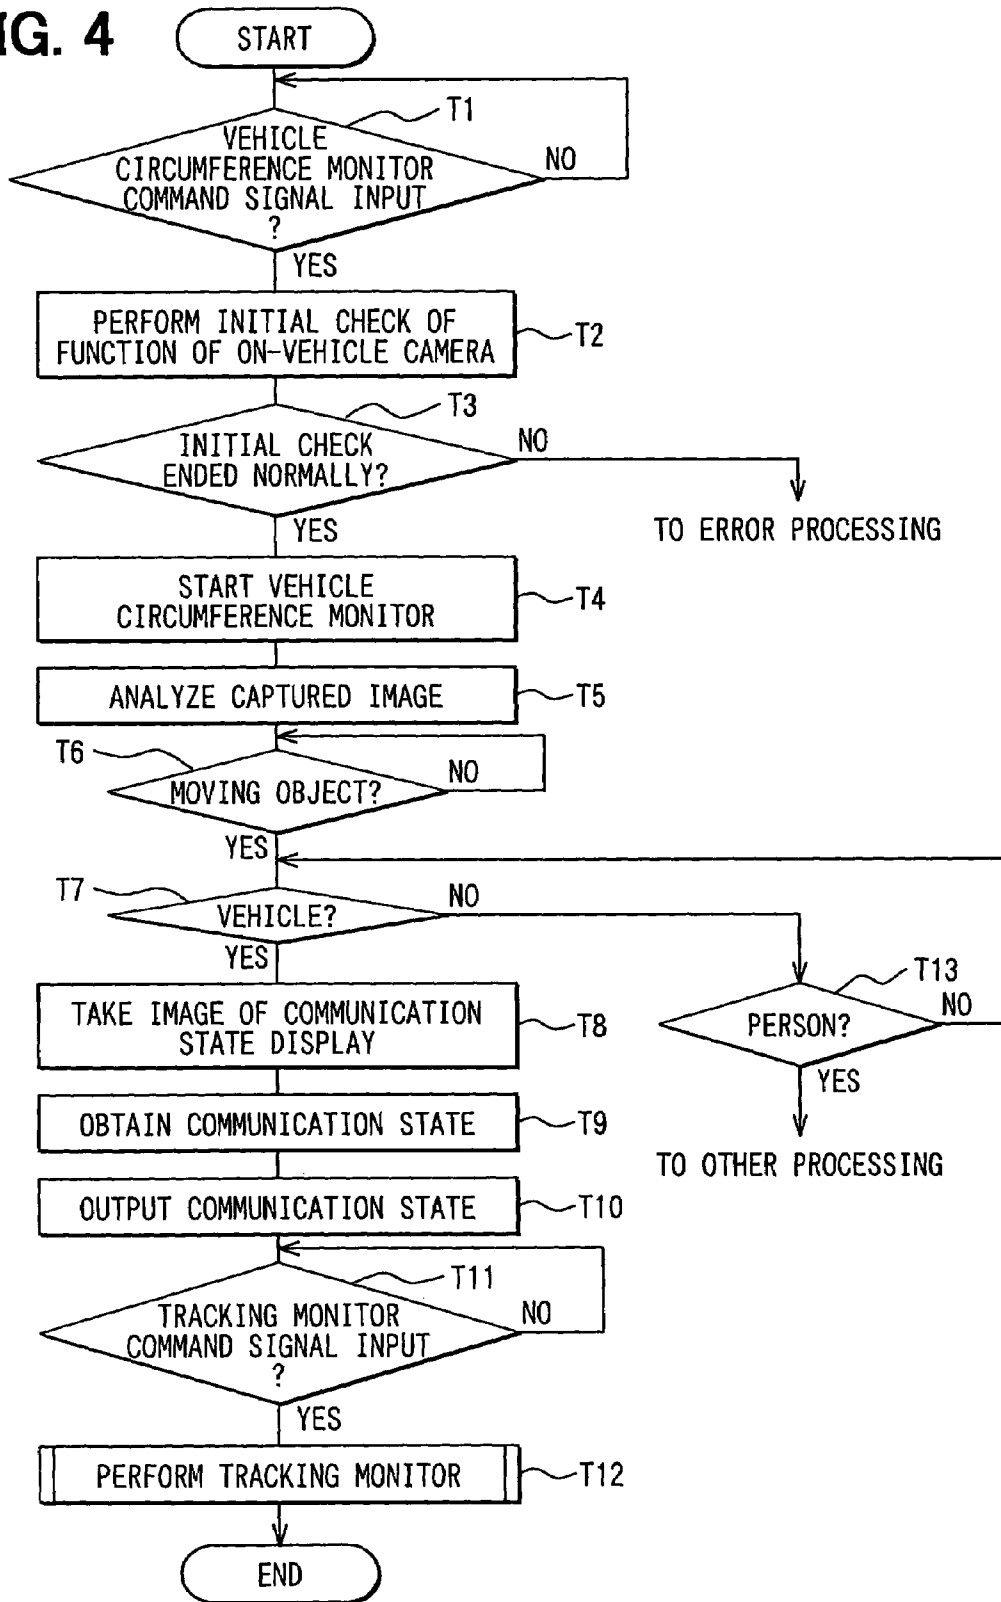 IG. 4
START
T1
VEHICLE
CIRCUMFERENCE MONITOR
COMMAND SIGNAL INPUT
?
NO
YES
PERFORM INITIAL CHECK OF
FUNCTION OF ON-VEHICLE CAMERA
T2
T3
INITIAL CHECK
ENDED NORMALLY?
NO
YES
TO ERROR PROCESSING
START VEHICLE
CIRCUMFERENCE MONITOR
T4
ANALYZE CAPTURED IMAGE
T5
T6
MOVING OBJECT?
NO
YES
T7
VEHICLE?
NO
YES
T13
PERSON?
NO
YES
TO OTHER PROCESSING
TAKE IMAGE OF COMMUNICATION
STATE DISPLAY
T8
OBTAIN COMMUNICATION STATE
T9
OUTPUT COMMUNICATION STATE
T10
T11
TRACKING MONITOR
COMMAND SIGNAL INPUT
?
NO
YES
PERFORM TRACKING MONITOR
T12
END